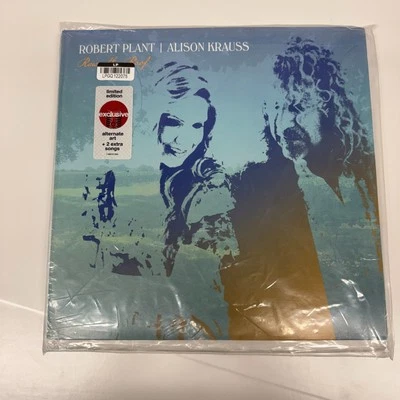 ROBERT PLANT | ALISON KRAUSS
LP
limited
edition
exclusive
alternate
art
+ 2 extra
songs